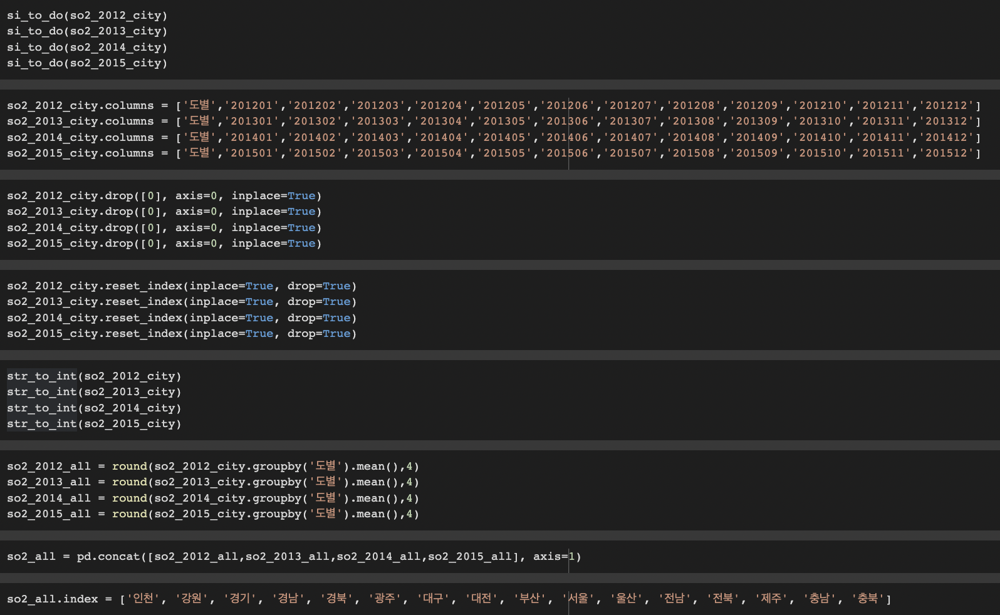 si_to_do(so2_2012_city)
si_to_do(so2_2013_city)
si_to_do(so2_2014_city)
si_to_do(so2_2015_city)
so2_2012_city.columns = ['도별','201201','201202','201203','201204','201205','201206','201207','201208','201209','201210','201211','201212']
so2_2013_city.columns = ['도별','201301','201302','201303','201304','201305','201306','201307','201308','201309','201310','201311','201312']
so2_2014_city.columns = ['도별','201401','201402','201403','201404','201405','201406','201407','201408','201409','201410','201411','201412']
so2_2015_city.columns = ['도별','201501','201502','201503','201504','201505','201506','201507','201508','201509','201510','201511','201512']
so2_2012_city.drop([0], axis=0, inplace=True)
so2_2013_city.drop([0], axis=0, inplace=True)
so2_2014_city.drop([0], axis=0, inplace=True)
so2_2015_city.drop([0], axis=0, inplace=True)
so2_2012_city.reset_index(inplace=True, drop=True)
so2_2013_city.reset_index(inplace=True, drop=True)
so2_2014_city.reset_index(inplace=True, drop=True)
so2_2015_city.reset_index(inplace=True, drop=True)
str_to_int(so2_2012_city)
str_to_int(so2_2013_city)
str_to_int(so2_2014_city)
str_to_int(so2_2015_city)
so2_2012_all = round(so2_2012_city.groupby('도별').mean(),4)
so2_2013_all = round(so2_2013_city.groupby('도별').mean(),4)
so2_2014_all = round(so2_2014_city.groupby('도별').mean(),4)
so2_2015_all = round(so2_2015_city.groupby('도별').mean(),4)
so2_all = pd.concat([so2_2012_all,so2_2013_all,so2_2014_all,so2_2015_all], axis=1)
so2_all.index = ['인천', '강원', '경기', '경남', '경북', '광주', '대구', '대전', '부산', '서울', '울산', '전남', '전북', '제주', '충남', '충북']